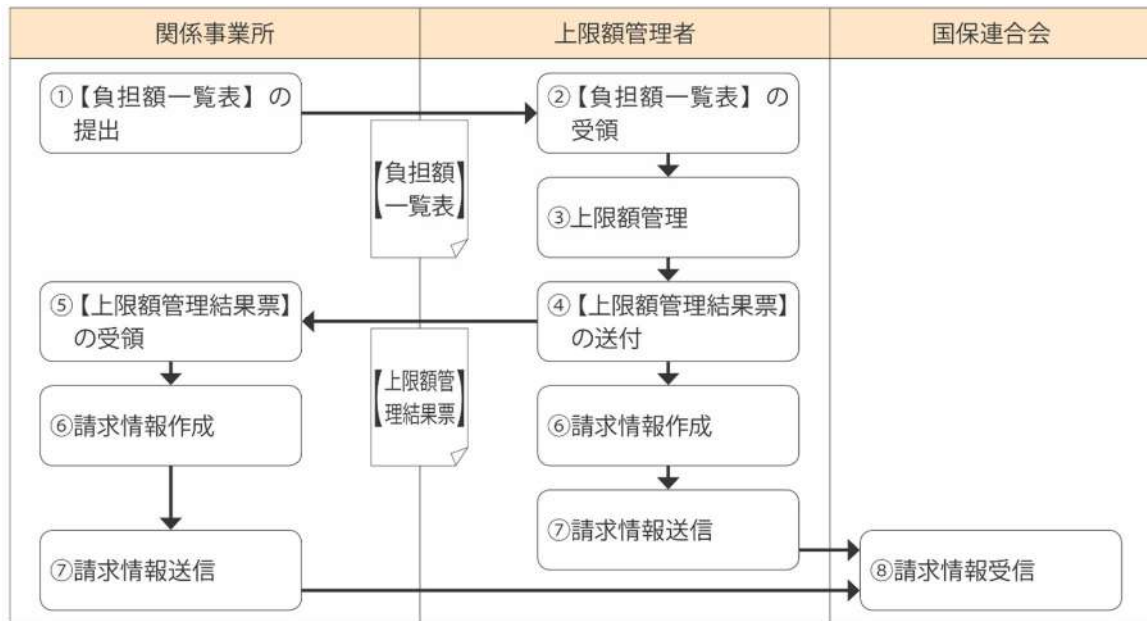 関係事業所
上限額管理者
国保連合会
①【負担額一覧表】の
提出
②【負担額一覧表】の
受領
【負担額
一覧表】
③上限額管理
⑤【上限額管理結果票】
の受領
④【上限額管理結果票】
の送付
【上限額管
理結果票】
⑥請求情報作成
⑥請求情報作成
⑦請求情報送信
⑦請求情報送信
⑧請求情報受信